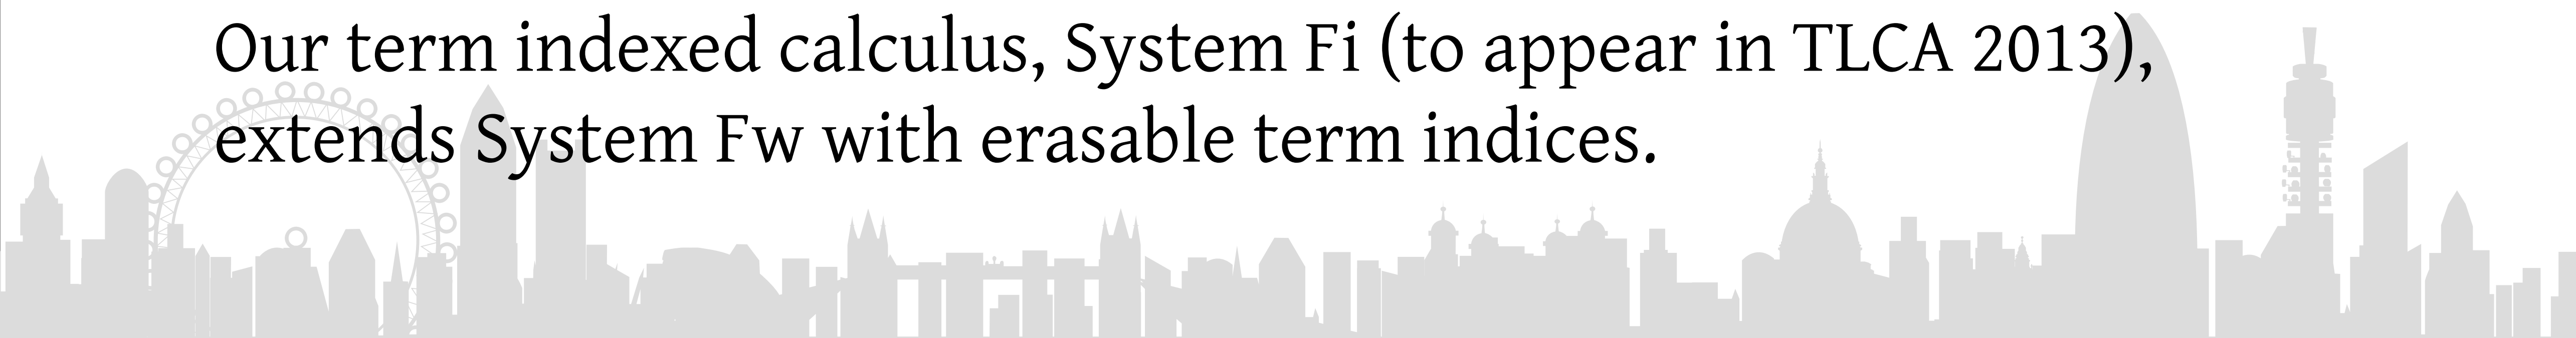 Our term indexed calculus, System Fi (to appear in TLCA 2013),
extends System Fw with erasable term indices.